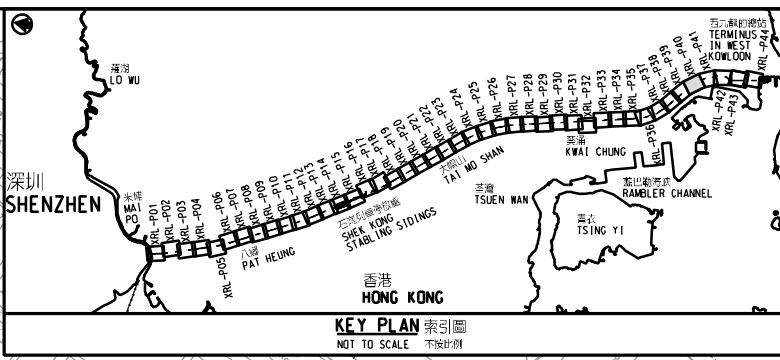 羅湖
LO WU
深圳
SHENZHEN
米埔
MAI
PO
XRL-P01
XRL-P02
XRL-P03
XRL-P04
XRL-P05
XRL-P06
XRL-P07
XRL-P08
XRL-P09
XRL-P10
XRL-P11
XRL-P12
XRL-P13
XRL-P14
XRL-P15
XRL-P16
XRL-P17
XRL-P18
XRL-P19
XRL-P20
XRL-P21
XRL-P22
XRL-P23
XRL-P24
XRL-P25
XRL-P26
XRL-P27
XRL-P28
XRL-P29
XRL-P30
XRL-P31
XRL-P32
XRL-P33
XRL-P34
XRL-P35
XRL-P36
XRL-P37
XRL-P38
XRL-P39
XRL-P40
XRL-P41
XRL-P42
XRL-P43
XRL-P44
西九龍的總站
TERMINUS
IN WEST
KOWLOON
八鄉
PAT HEUNG
SHEK KONG
STABLING SIDINGS
大帽山
TAI MO SHAN
葵涌
KWAI CHUNG
荃灣
TSUEN WAN
藍巴勒海峽
RAMBLER CHANNEL
青衣
TSING YI
香港
HONG KONG
KEY PLAN 索引圖
NOT TO SCALE 不按比例